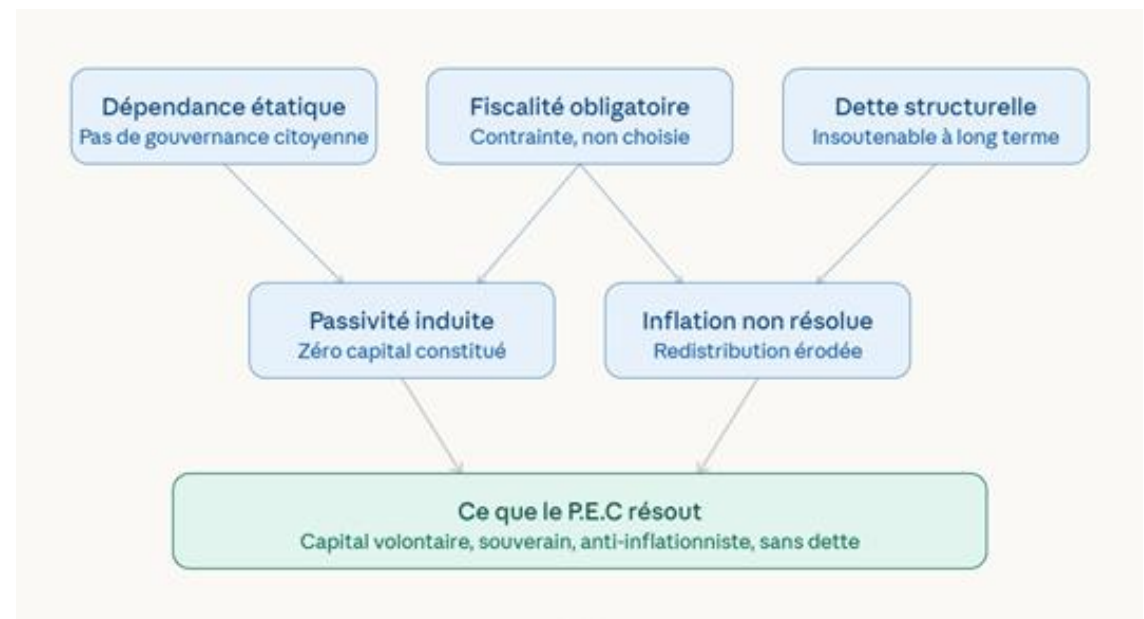 Dépendance étatique
Pas de gouvernance citoyenne
Fiscalité obligatoire
Contrainte, non choisie
Dette structurelle
Insoutenable à long terme
Passivité induite
Zéro capital constitué
Inflation non résolue
Redistribution érodée
Ce que le P.E.C résout
Capital volontaire, souverain, anti-inflationniste, sans dette